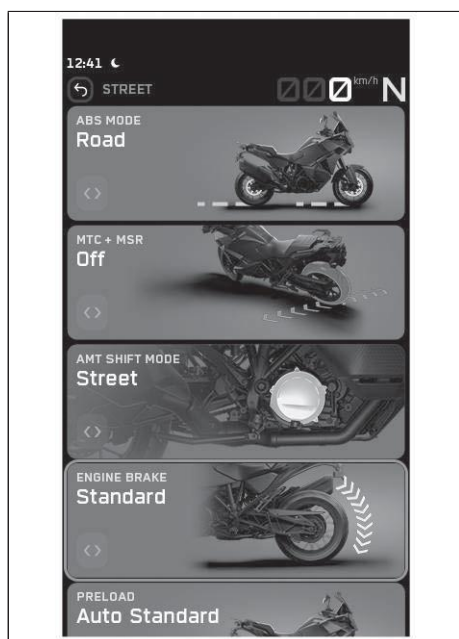 12:41
STREET
000 km/h N
ABS MODE
Road
MTC + MSR
Off
AMT SHIFT MODE
Street
ENGINE BRAKE
Standard
PRELOAD
Auto Standard